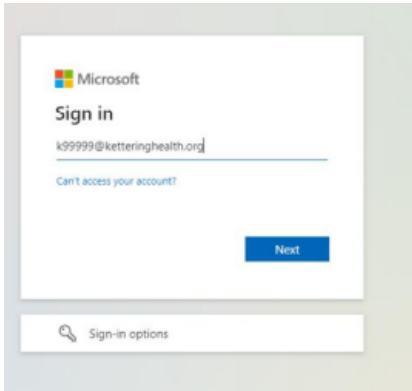 Microsoft
Sign in
k99999@ketteringhealth.org
Can't access your account?
Next
Sign-in options